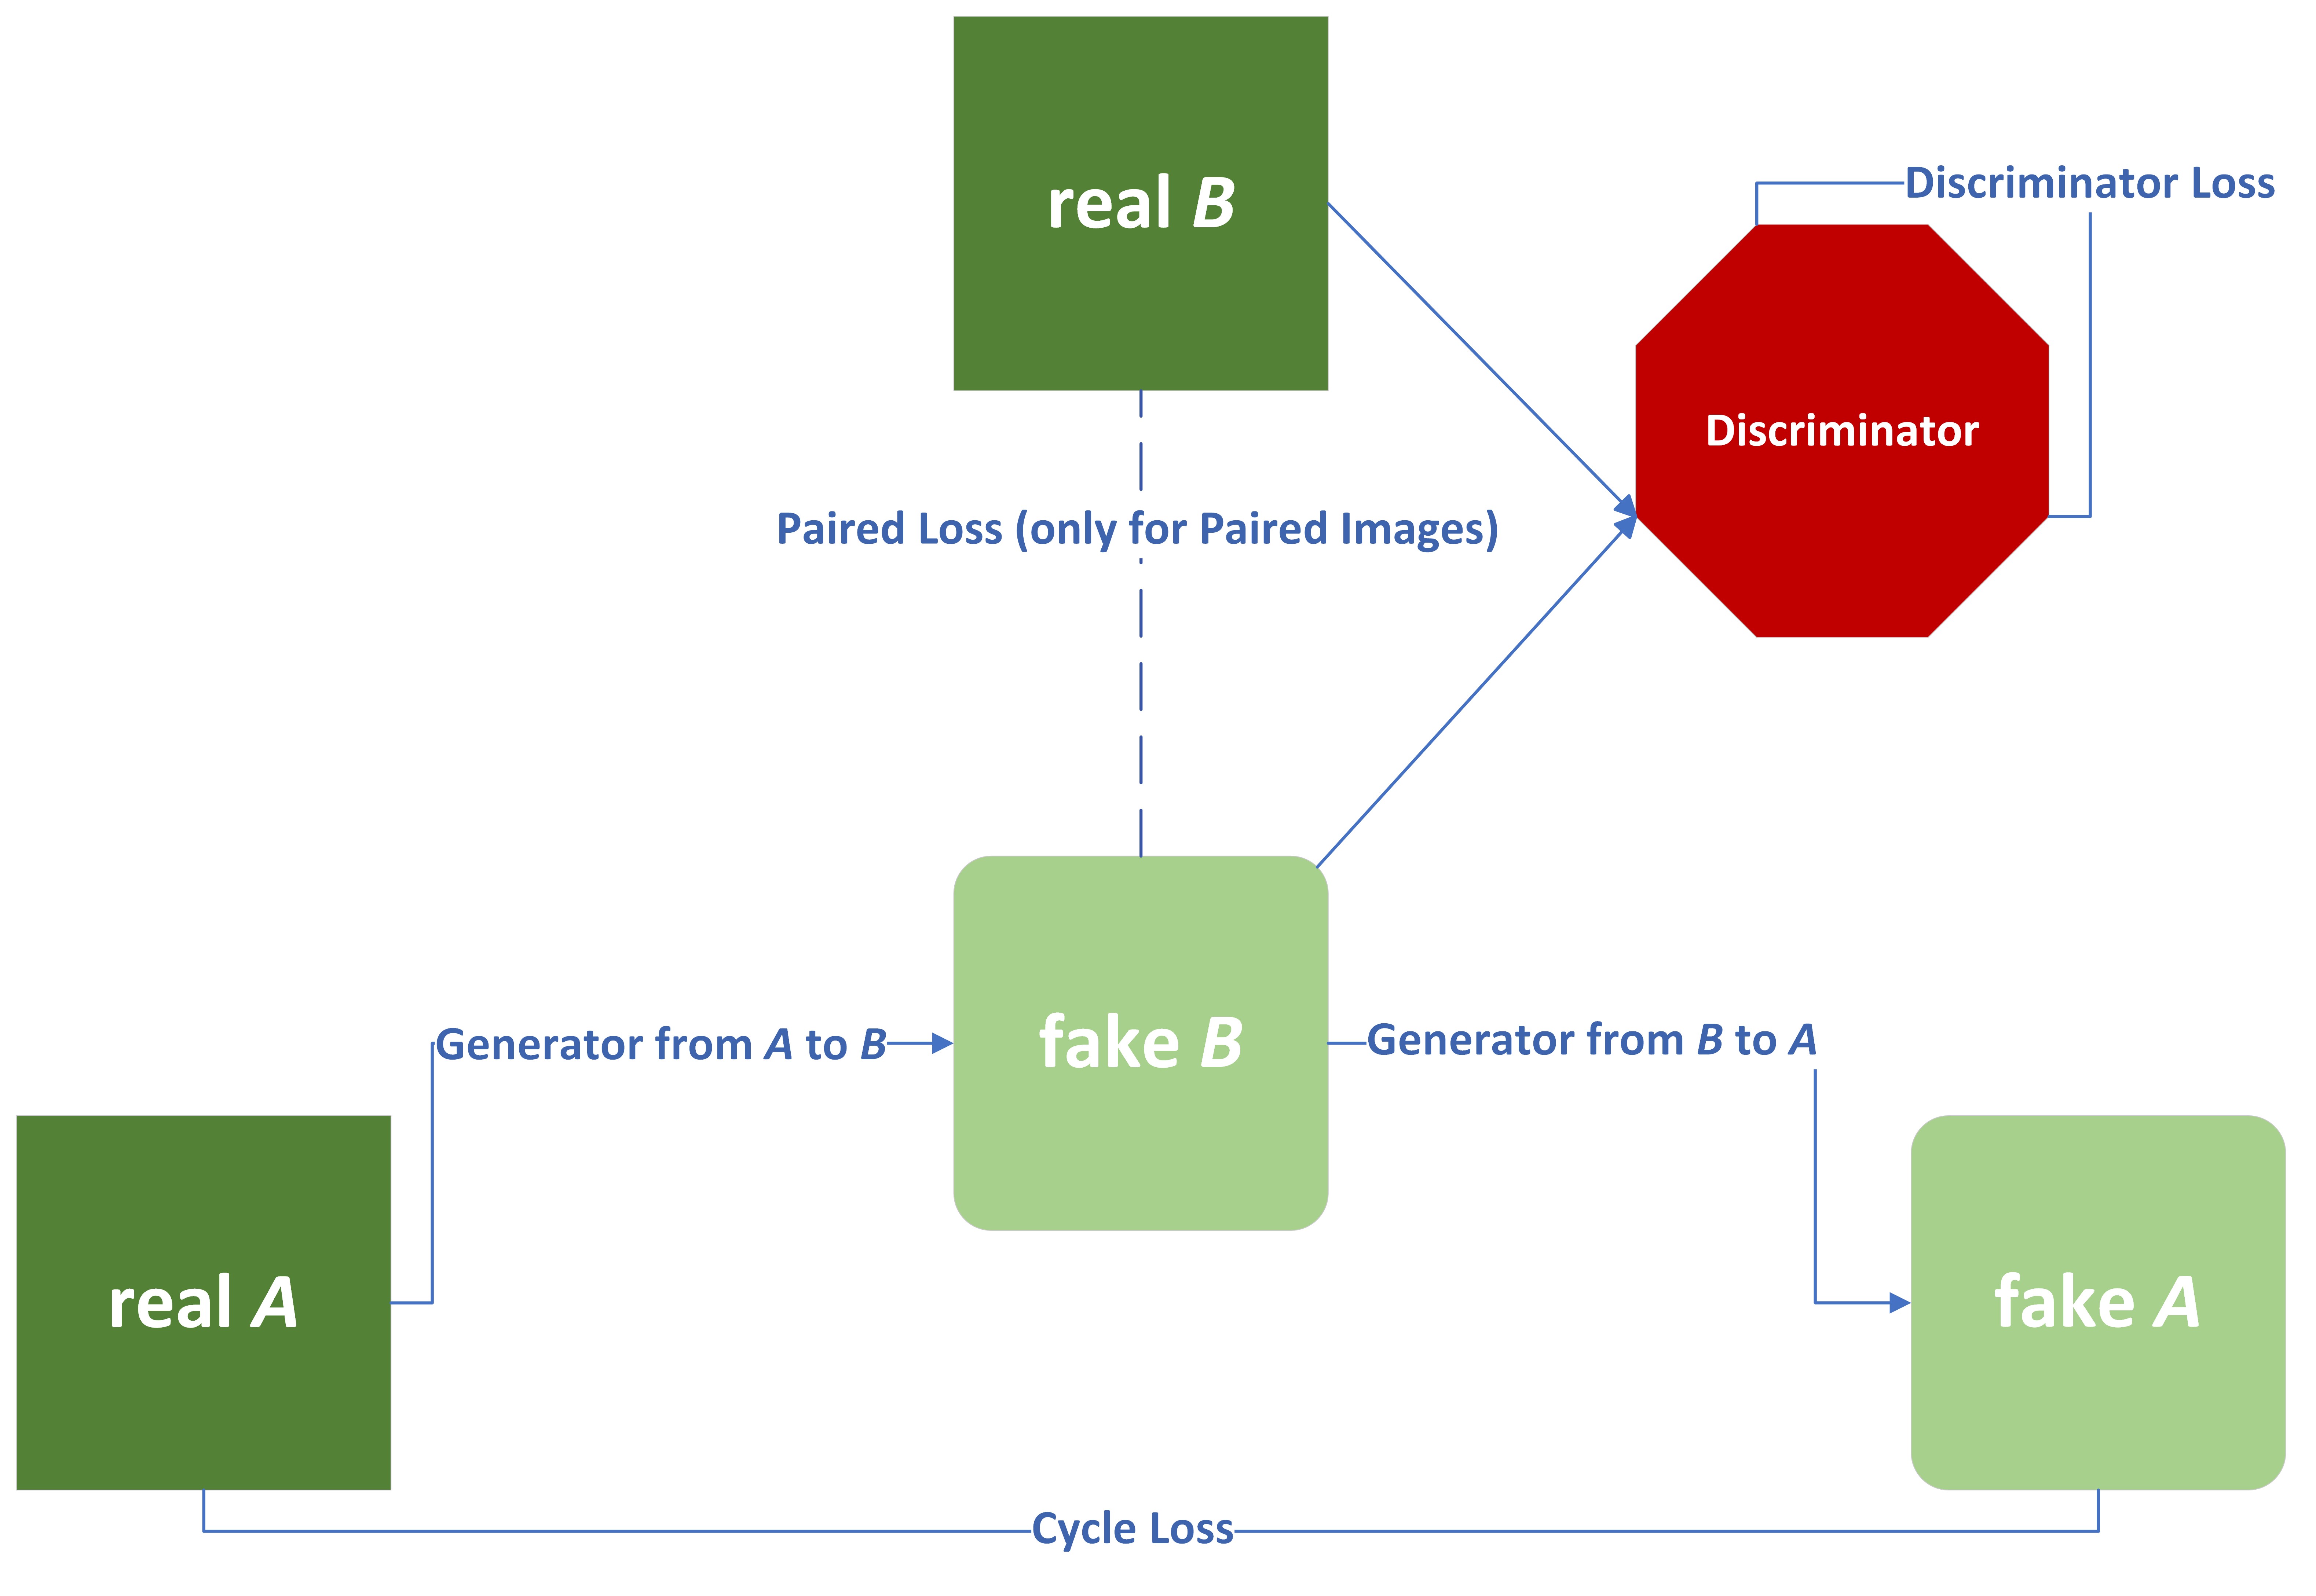 real B
Discriminator Loss
Discriminator
Paired Loss (only for Paired Images)
Generator from A to B
fake B
Generator from B to A
real A
fake A
Cycle Loss